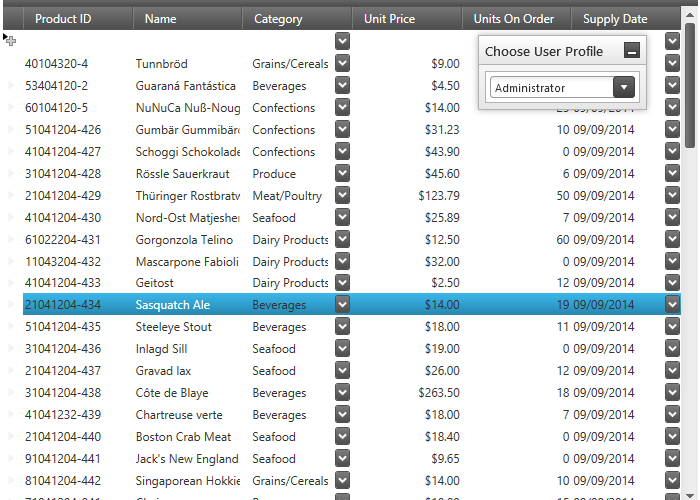 Product ID Name Category Unit Price Units On Order Supply Date
Choose User Profile
Administrator
40104320-4 Tunnbröd Grains/Cereals $9.00
53404120-2 Guaraná Fantástica Beverages $4.50
60104120-5 NuNuCa Nuß-Noug Confections $14.00 09/09/2014
51041204-426 Gumbär Gummibärc Confections $31.23 10 09/09/2014
41041204-427 Schoggi Schokolade Confections $43.90 0 09/09/2014
31041204-428 Rössle Sauerkraut Produce $45.60 6 09/09/2014
21041204-429 Thüringer Rostbratw Meat/Poultry $123.79 50 09/09/2014
41041204-430 Nord-Ost Matjesher Seafood $25.89 7 09/09/2014
61022204-431 Gorgonzola Telino Dairy Products $12.50 60 09/09/2014
11043204-432 Mascarpone Fabioli Dairy Products $32.00 0 09/09/2014
41041204-433 Geitost Dairy Products $2.50 12 09/09/2014
21041204-434 Sasquatch Ale Beverages $14.00 19 09/09/2014
51041204-435 Steeleye Stout Beverages $18.00 11 09/09/2014
31041204-436 Inlagd Sill Seafood $19.00 0 09/09/2014
21041204-437 Gravad lax Seafood $26.00 12 09/09/2014
31041204-438 Côte de Blaye Beverages $263.50 18 09/09/2014
41041232-439 Chartreuse verte Beverages $18.00 7 09/09/2014
21041204-440 Boston Crab Meat Seafood $18.40 0 09/09/2014
91041204-441 Jack's New England Seafood $9.65 0 09/09/2014
81041204-442 Singaporean Hokkie Grains/Cereals $14.00 10 09/09/2014